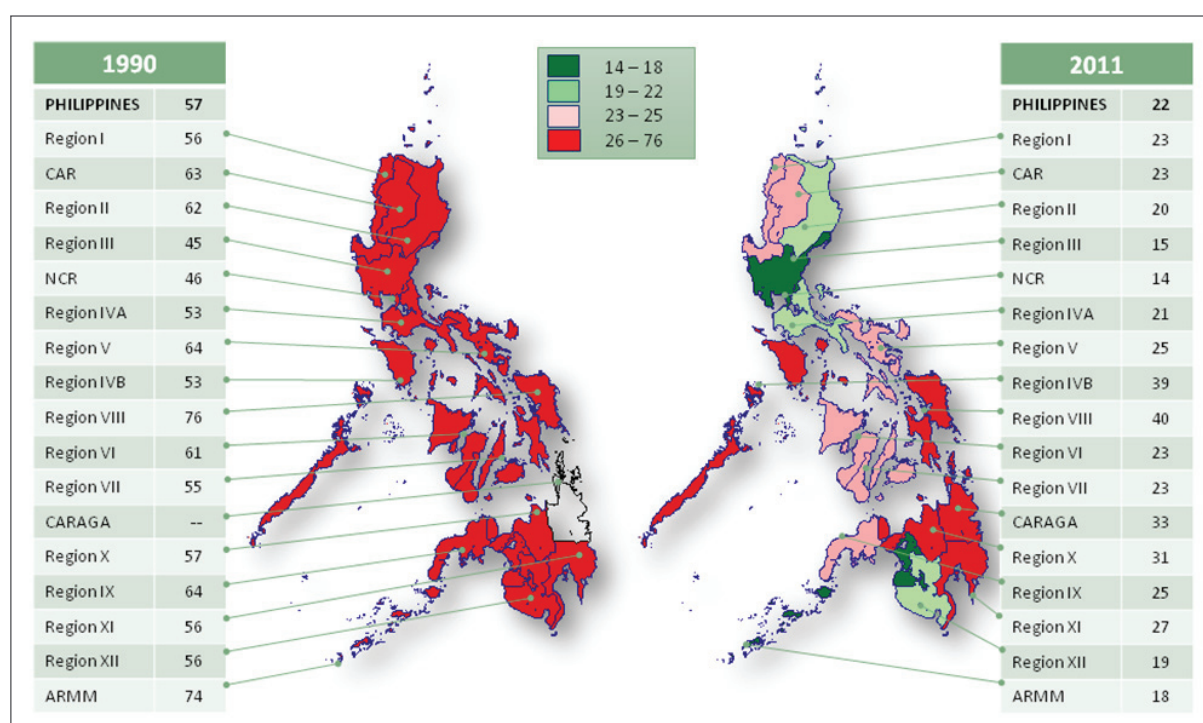 1990
PHILIPPINES 57
Region I 56
CAR 63
Region II 62
Region III 45
NCR 46
Region IVA 53
Region V 64
Region IVB 53
Region VIII 76
Region VI 61
Region VII 55
CARAGA --
Region X 57
Region IX 64
Region XI 56
Region XII 56
ARMM 74
14 – 18
19 – 22
23 – 25
26 – 76
2011
PHILIPPINES 22
Region I 23
CAR 23
Region II 20
Region III 15
NCR 14
Region IVA 21
Region V 25
Region IVB 39
Region VIII 40
Region VI 23
Region VII 23
CARAGA 33
Region X 31
Region IX 25
Region XI 27
Region XII 19
ARMM 18